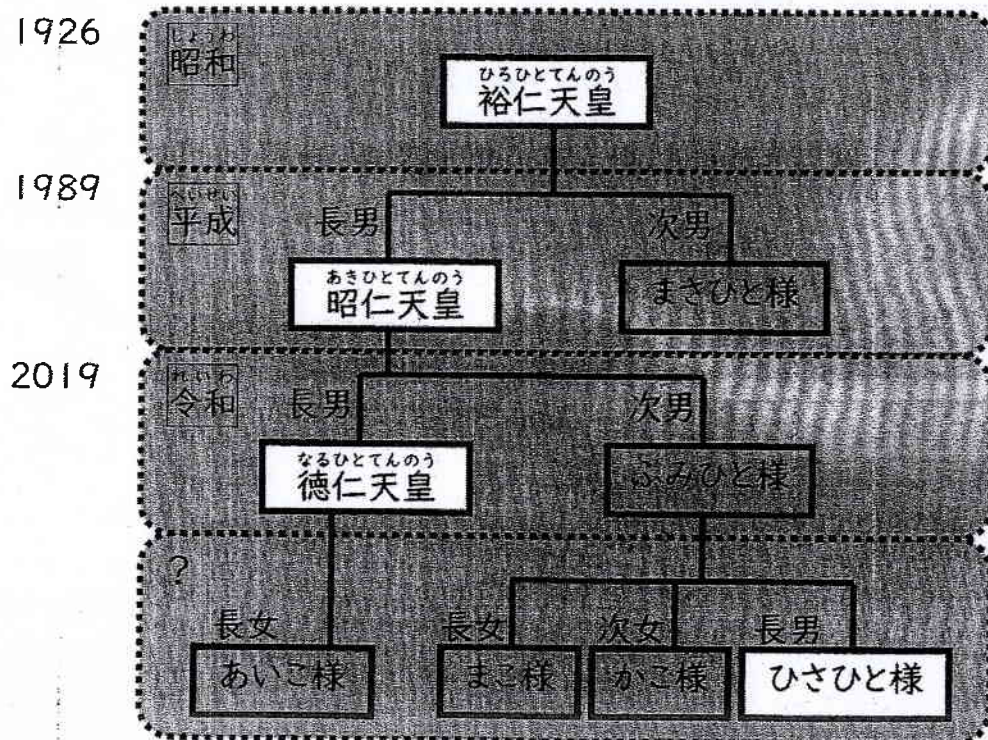 1926
しょうわ
昭和
ひろひとてんのう
裕仁天皇
1989
へいせい
平成
長男
次男
あきひとてんのう
昭仁天皇
まさひと様
2019
れいわ
令和
長男
次男
なるひとてんのう
徳仁天皇
ふみひと様
?
長女
長女
次女
長男
あいこ様
まこ様
かこ様
ひさひと様